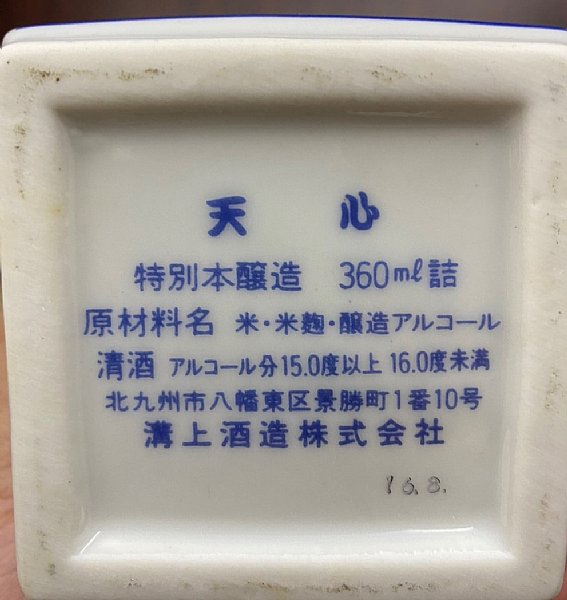 天 心
特別本醸造 360ml詰
原材料名 米・米麹・醸造アルコール
清酒 アルコール分15.0度以上16.0度未満
北九州市八幡東区景勝町1番10号
溝上酒造株式会社
16.8.